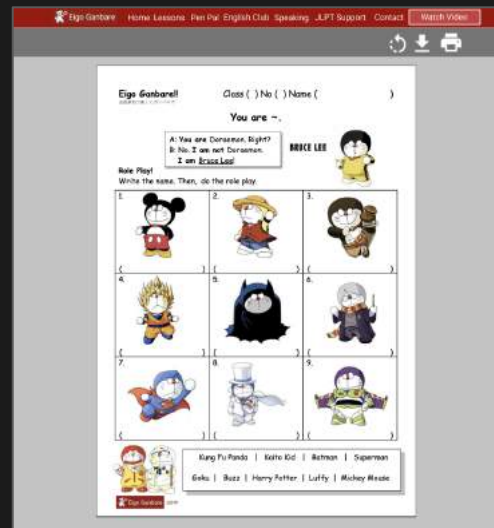 Eigo Ganbare Home Lessons Pen Pal English Club Speaking JLPT Support Contact Watch Video
Eigo Ganbare!! Class ( ) No ( ) Name ( )
You are ~.
A: You are Doraemon. Right?
B: No. I am not Doraemon.
I am Bruce Lee!
BRUCE LEE
Role Play!
Write the name. Then, do the role play.
1. 2. 3.
( ) ( ) ( )
4. 5. 6.
( ) ( ) ( )
7. 8. 9.
( ) ( ) ( )
Kung Fu Panda | Kaito Kid | Batman | Superman
Goku | Buzz | Harry Potter | Luffy | Mickey Mouse
Eigo Ganbare